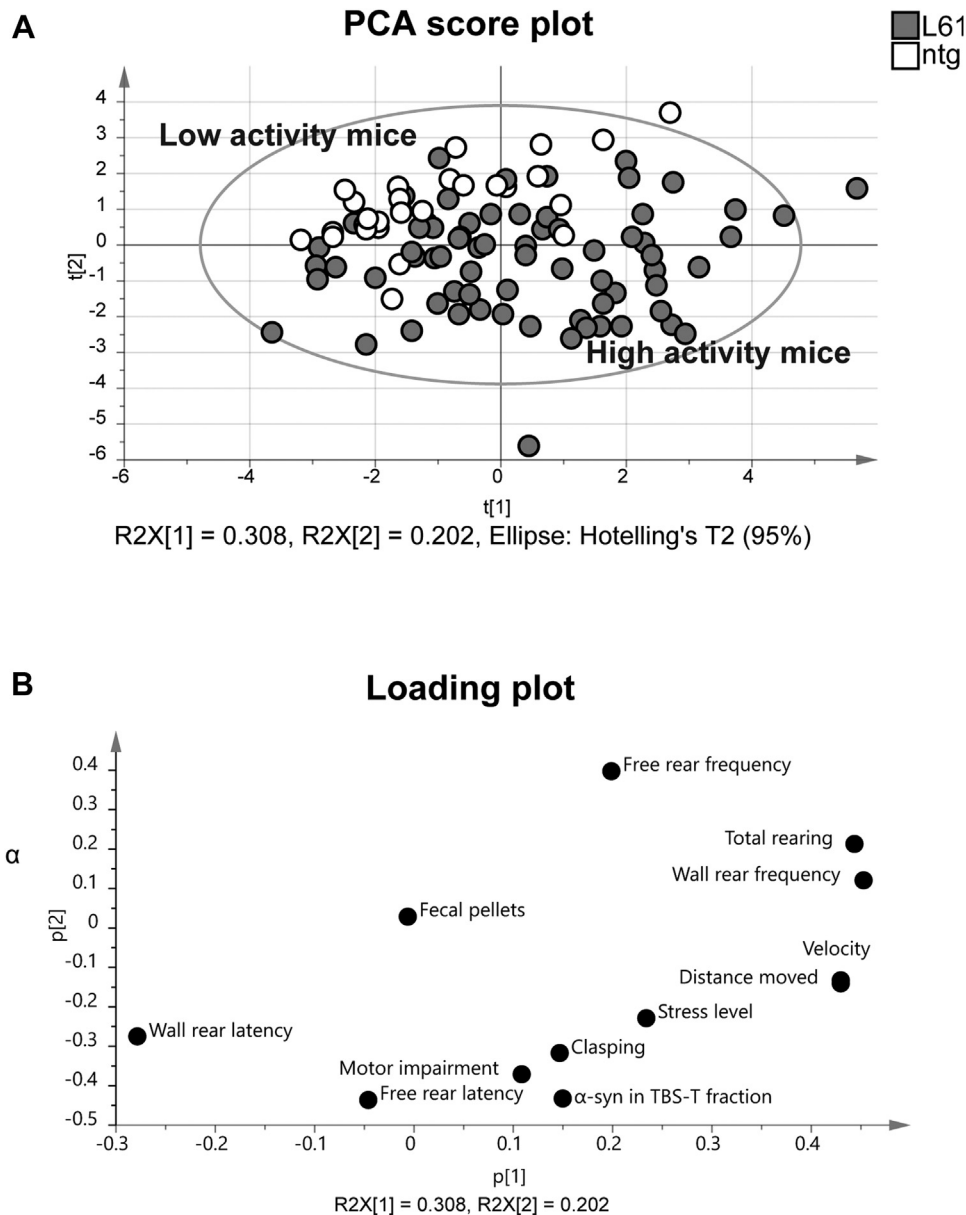 A
PCA score plot
L61
ntg
Low activity mice
High activity mice
t[2]
4
3
2
1
0
-1
-2
-3
-4
-5
-6
-6
-4
-2
0
2
4
t[1]
R2X[1] = 0.308, R2X[2] = 0.202, Ellipse: Hotelling's T2 (95%)
B
Loading plot
α
p[2]
0.4
0.2
0.1
0
-0.1
-0.2
-0.3
-0.4
-0.5
Free rear frequency
Total rearing
Wall rear frequency
Fecal pellets
Velocity
Distance moved
Stress level
Wall rear latency
Clasping
Motor impairment
Free rear latency
α-syn in TBS-T fraction
-0.3
-0.1
0
0.1
0.2
0.3
0.4
p[1]
R2X[1] = 0.308, R2X[2] = 0.202